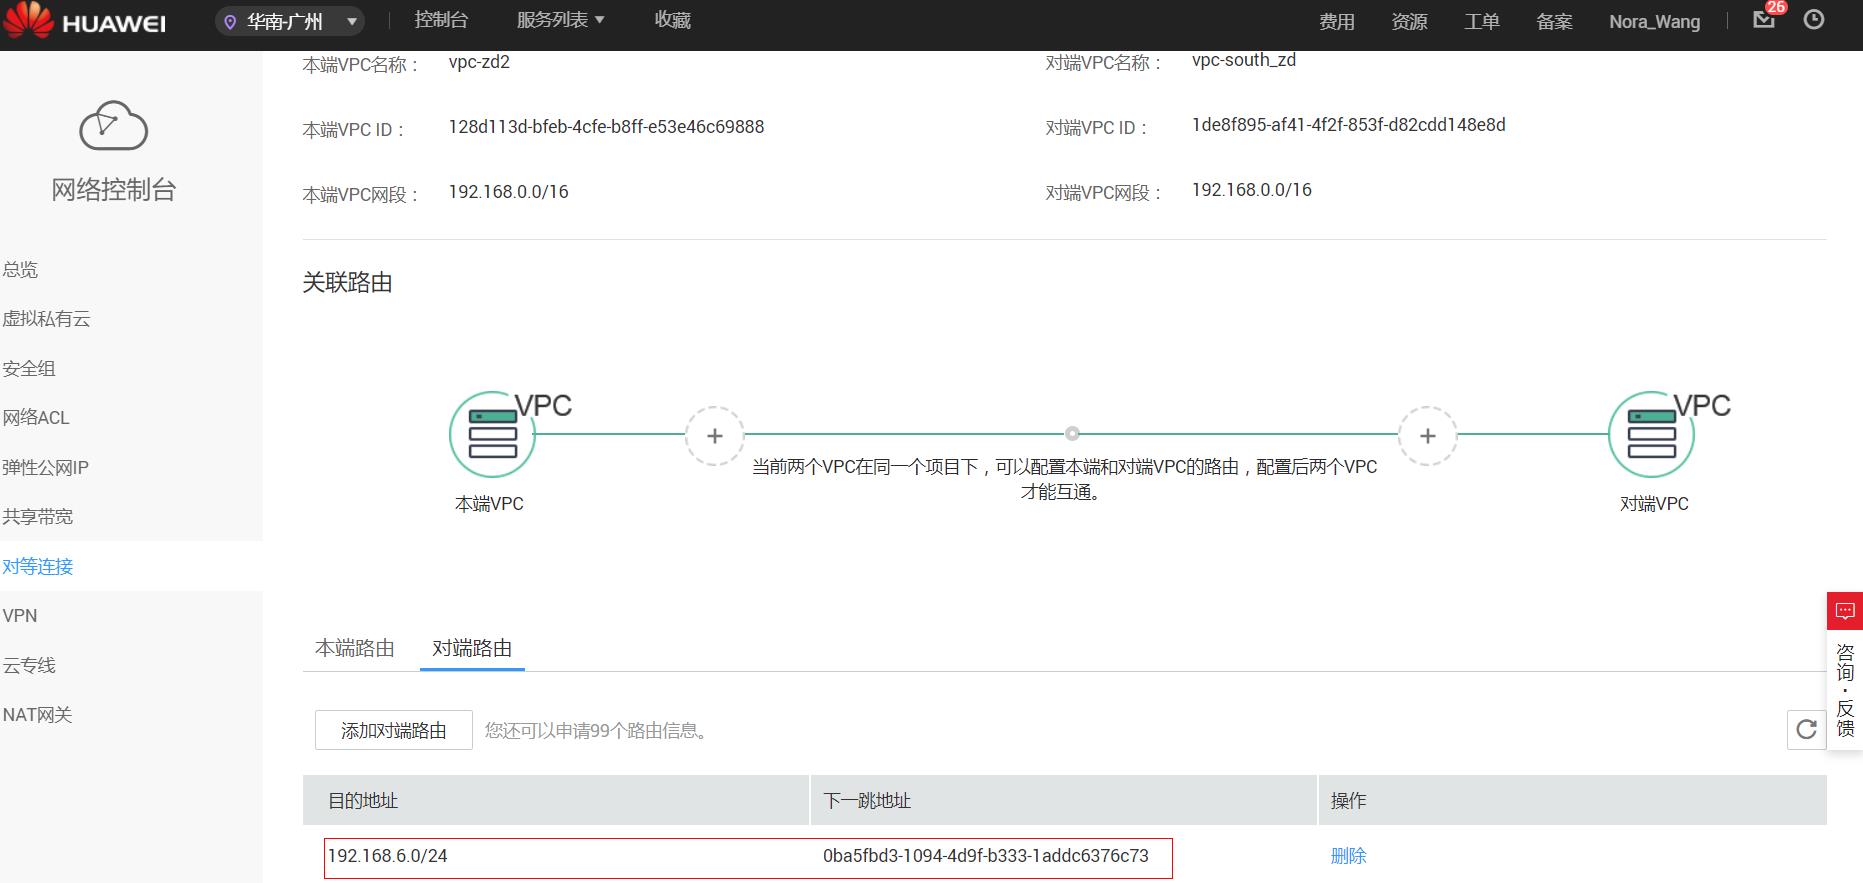 HUAWEI 华南-广州 控制台 服务列表 收藏 费用 资源 工单 备案 Nora_Wang 26
网络控制台
总览
虚拟私有云
安全组
网络ACL
弹性公网IP
共享带宽
对等连接
VPN
云专线
NAT网关
本端VPC名称： vpc-zd2 对端VPC名称： vpc-south_zd
本端VPC ID： 128d113d-bfeb-4cfe-b8ff-e53e46c69888 对端VPC ID： 1de8f895-af41-4f2f-853f-d82cdd148e8d
本端VPC网段： 192.168.0.0/16 对端VPC网段： 192.168.0.0/16
关联路由
VPC VPC
当前两个VPC在同一个项目下，可以配置本端和对端VPC的路由，配置后两个VPC
才能互通。
本端VPC 对端VPC
本端路由 对端路由
添加对端路由 您还可以申请99个路由信息。
目的地址 下一跳地址 操作
192.168.6.0/24 0ba5fbd3-1094-4d9f-b333-1addc6376c73 删除
咨询·反馈